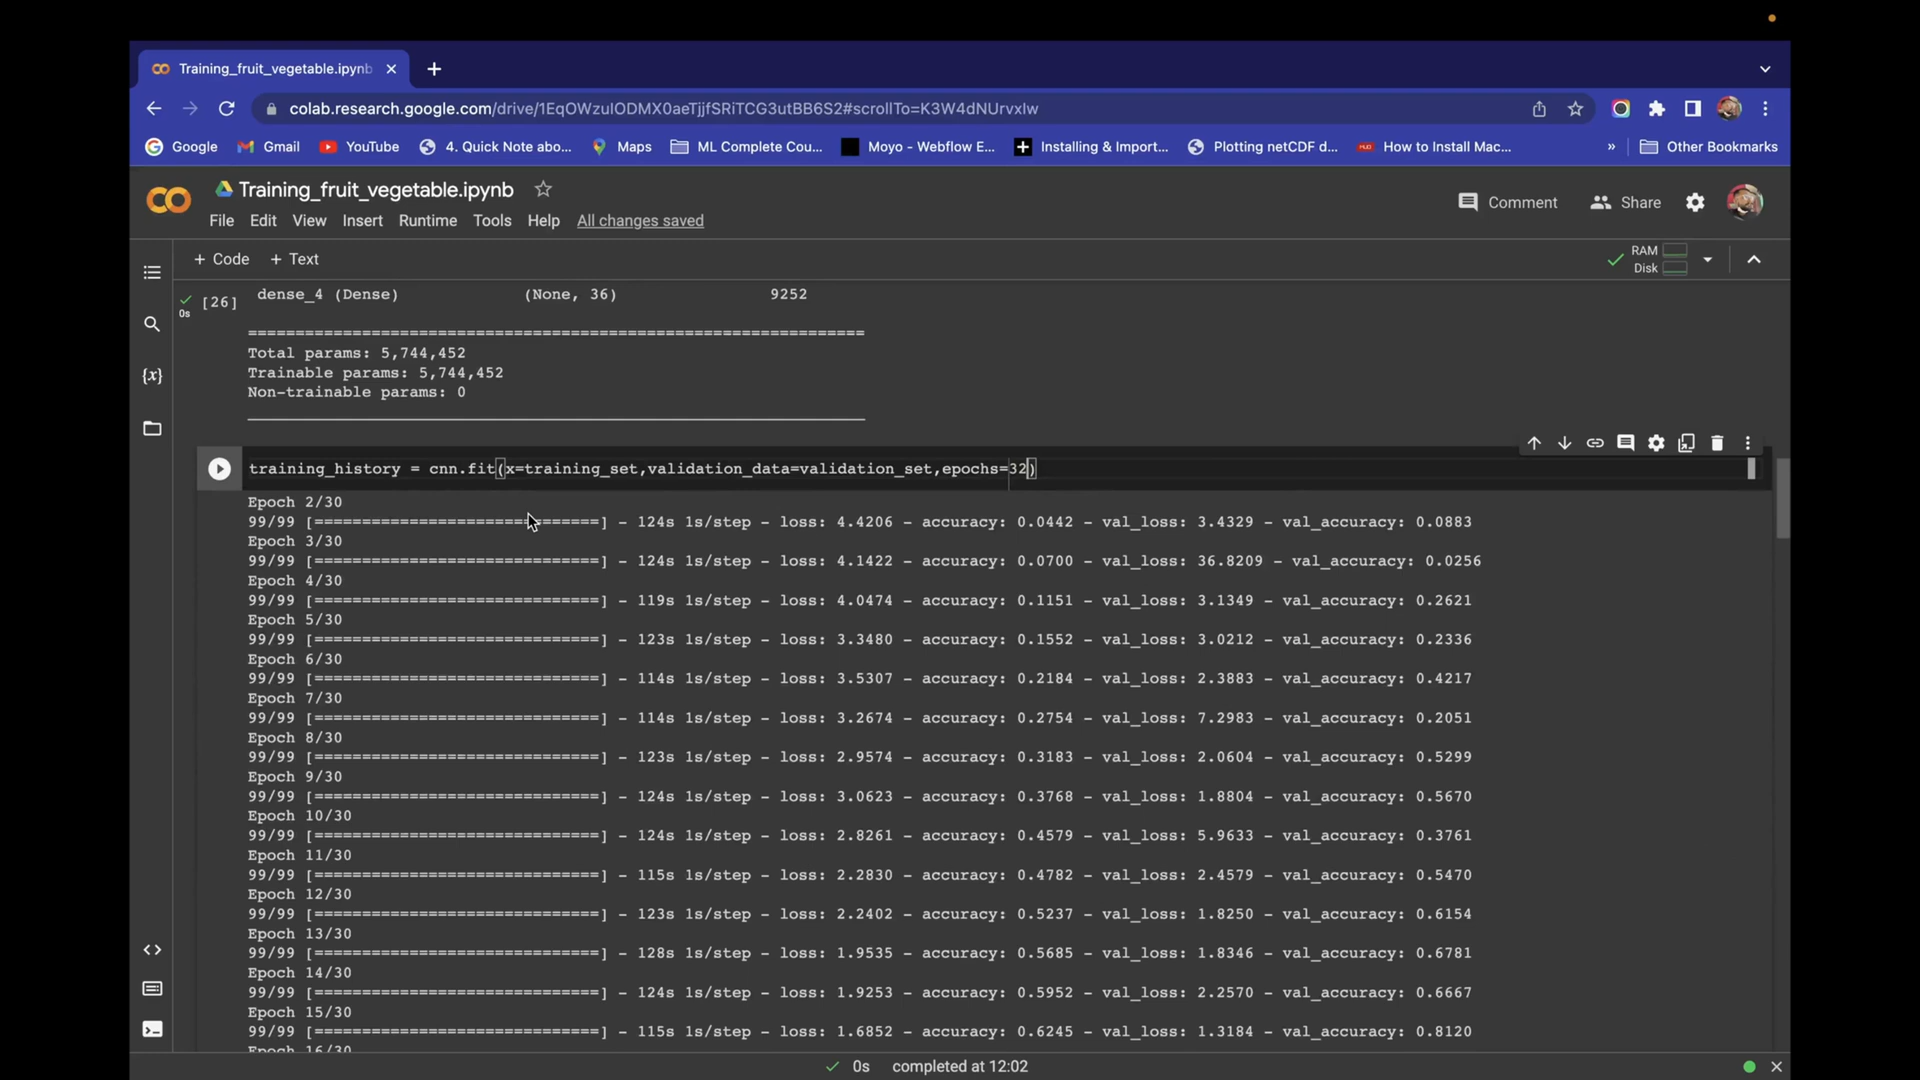 Training_fruit_vegetable.ipynb
colab.research.google.com/drive/1EqOWzuIODMX0aeTjjfSRiTCG3utBB6S2#scrollTo=K3W4dNUrvxIw
Google Gmail YouTube 4. Quick Note abo... Maps ML Complete Cou... Moyo - Webflow E... Installing & Import... Plotting netCDF d... How to Install Mac... » Other Bookmarks
Training_fruit_vegetable.ipynb
Comment Share
File Edit View Insert Runtime Tools Help All changes saved
+ Code + Text
RAM
Disk
dense_4 (Dense) (None, 36) 9252
[26]
0s
=================================================================
Total params: 5,744,452
Trainable params: 5,744,452
Non-trainable params: 0
_________________________________________________________________
{x}
training_history = cnn.fit(x=training_set,validation_data=validation_set,epochs=32)
Epoch 2/30
99/99 [==============================] - 124s 1s/step - loss: 4.4206 - accuracy: 0.0442 - val_loss: 3.4329 - val_accuracy: 0.0883
Epoch 3/30
99/99 [==============================] - 124s 1s/step - loss: 4.1422 - accuracy: 0.0700 - val_loss: 36.8209 - val_accuracy: 0.0256
Epoch 4/30
99/99 [==============================] - 119s 1s/step - loss: 4.0474 - accuracy: 0.1151 - val_loss: 3.1349 - val_accuracy: 0.2621
Epoch 5/30
99/99 [==============================] - 123s 1s/step - loss: 3.3480 - accuracy: 0.1552 - val_loss: 3.0212 - val_accuracy: 0.2336
Epoch 6/30
99/99 [==============================] - 114s 1s/step - loss: 3.5307 - accuracy: 0.2184 - val_loss: 2.3883 - val_accuracy: 0.4217
Epoch 7/30
99/99 [==============================] - 114s 1s/step - loss: 3.2674 - accuracy: 0.2754 - val_loss: 7.2983 - val_accuracy: 0.2051
Epoch 8/30
99/99 [==============================] - 123s 1s/step - loss: 2.9574 - accuracy: 0.3183 - val_loss: 2.0604 - val_accuracy: 0.5299
Epoch 9/30
99/99 [==============================] - 124s 1s/step - loss: 3.0623 - accuracy: 0.3768 - val_loss: 1.8804 - val_accuracy: 0.5670
Epoch 10/30
99/99 [==============================] - 124s 1s/step - loss: 2.8261 - accuracy: 0.4579 - val_loss: 5.9633 - val_accuracy: 0.3761
Epoch 11/30
99/99 [==============================] - 115s 1s/step - loss: 2.2830 - accuracy: 0.4782 - val_loss: 2.4579 - val_accuracy: 0.5470
Epoch 12/30
99/99 [==============================] - 123s 1s/step - loss: 2.2402 - accuracy: 0.5237 - val_loss: 1.8250 - val_accuracy: 0.6154
Epoch 13/30
99/99 [==============================] - 128s 1s/step - loss: 1.9535 - accuracy: 0.5685 - val_loss: 1.8346 - val_accuracy: 0.6781
Epoch 14/30
99/99 [==============================] - 124s 1s/step - loss: 1.9253 - accuracy: 0.5952 - val_loss: 2.2570 - val_accuracy: 0.6667
Epoch 15/30
99/99 [==============================] - 115s 1s/step - loss: 1.6852 - accuracy: 0.6245 - val_loss: 1.3184 - val_accuracy: 0.8120
Epoch 16/30
0s completed at 12:02